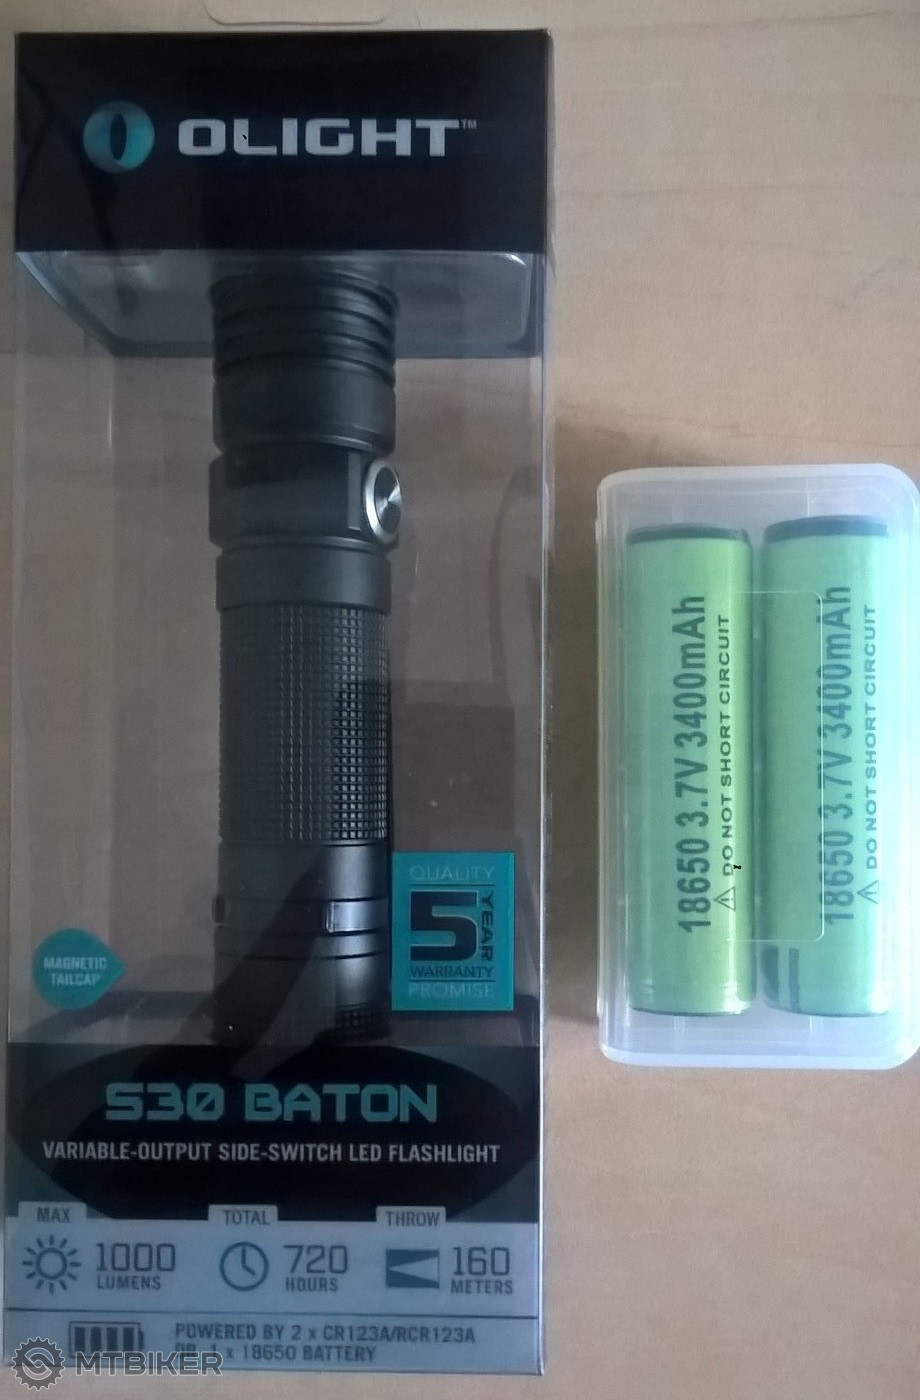 OLIGHT™
MAGNETIC
TAILCAP
QUALITY
5 YEAR
WARRANTY
PROMISE
S30 BATON
VARIABLE-OUTPUT SIDE-SWITCH LED FLASHLIGHT
MAX
1000
LUMENS
TOTAL
720
HOURS
THROW
160
METERS
POWERED BY 2 x CR123A/RCR123A
OR 1 x 18650 BATTERY
MTBIKER
18650 3.7V 3400mAh
⚠ DO NOT SHORT CIRCUIT
18650 3.7V 3400mAh
⚠ DO NOT SHORT CIRCUIT